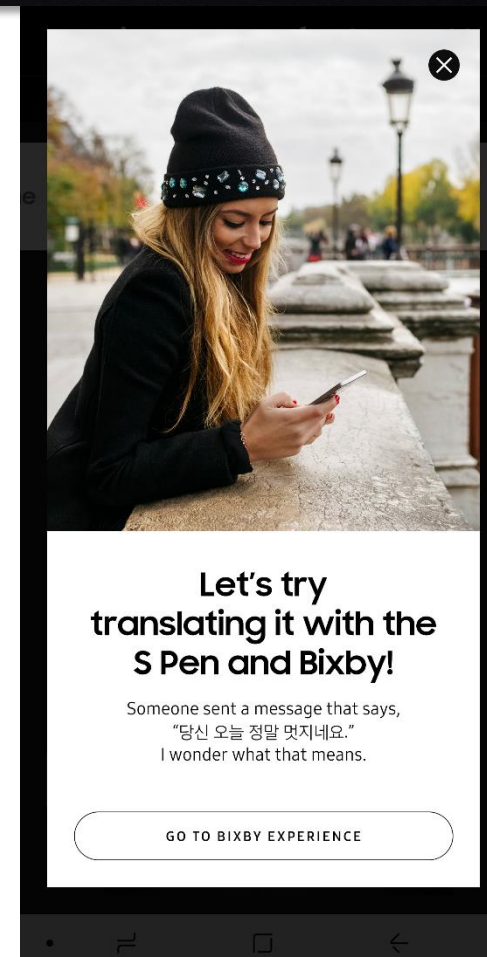 e
Let's try
translating it with the
S Pen and Bixby!
Someone sent a message that says,
“당신 오늘 정말 멋지네요.”
I wonder what that means.
GO TO BIXBY EXPERIENCE